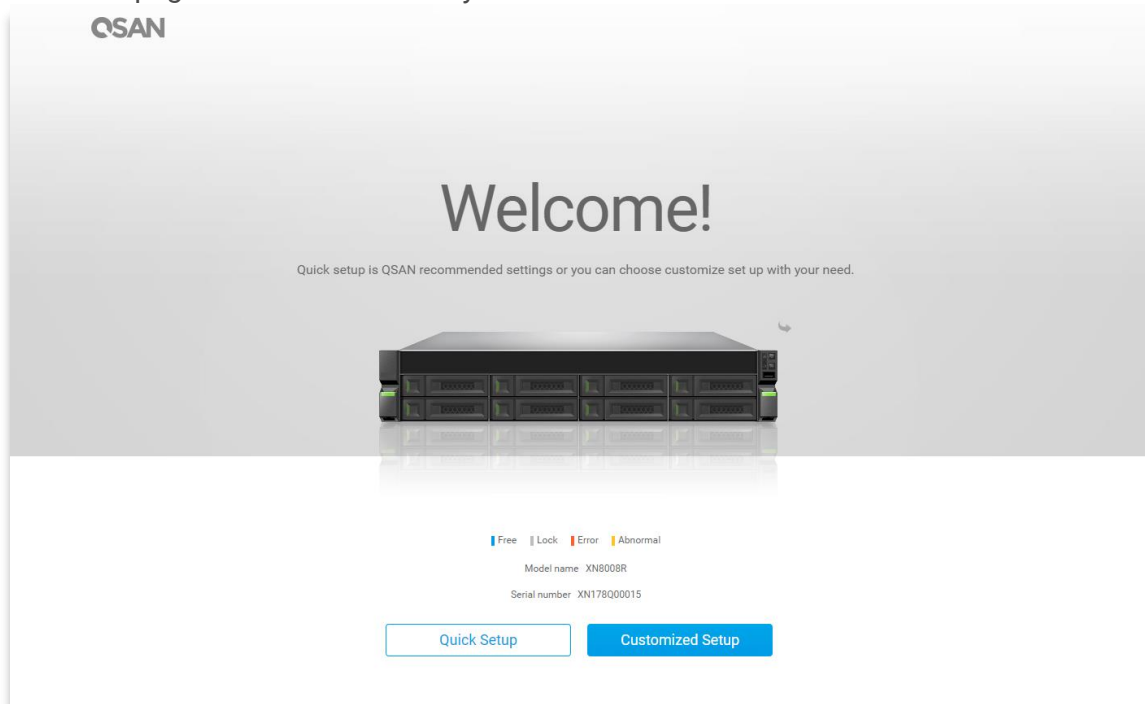 QSAN
Welcome!
Quick setup is QSAN recommended settings or you can choose customize set up with your need.
Free Lock Error Abnormal
Model name XN8008R
Serial number XN178Q00015
Quick Setup Customized Setup